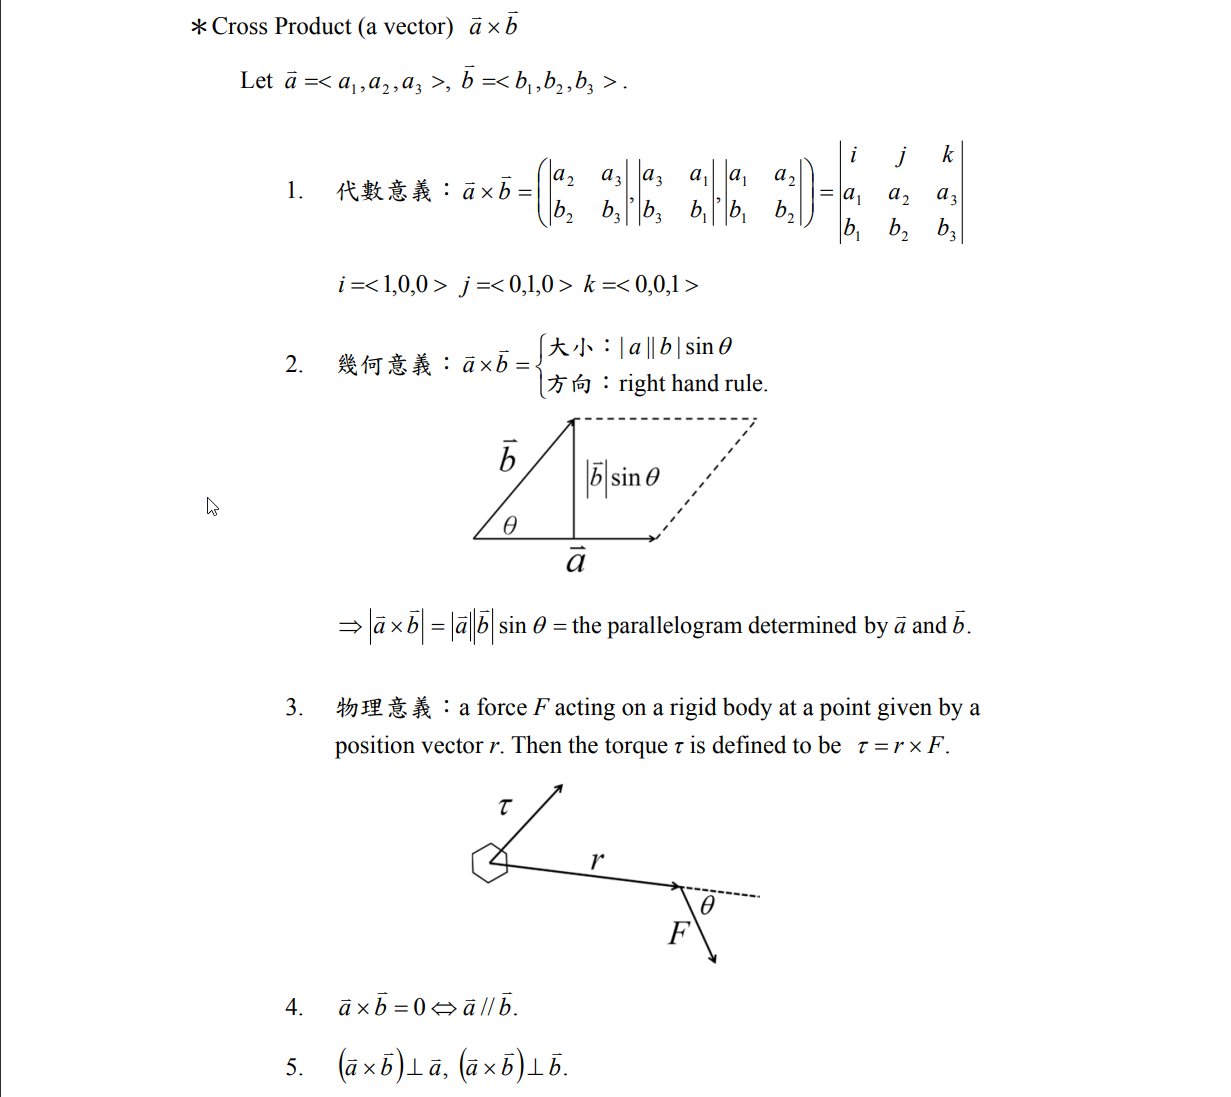 ＊Cross Product (a vector) $\vec{a} \times \vec{b}$
Let $\vec{a} =< a_1, a_2, a_3 >$, $\vec{b} =< b_1, b_2, b_3 >$.
1. 代數意義：$\vec{a} \times \vec{b} = \left( \begin{vmatrix} a_2 & a_3 \\ b_2 & b_3 \end{vmatrix}, \begin{vmatrix} a_3 & a_1 \\ b_3 & b_1 \end{vmatrix}, \begin{vmatrix} a_1 & a_2 \\ b_1 & b_2 \end{vmatrix} \right) = \begin{vmatrix} i & j & k \\ a_1 & a_2 & a_3 \\ b_1 & b_2 & b_3 \end{vmatrix}$
$i =< 1,0,0 >$ $j =< 0,1,0 >$ $k =< 0,0,1 >$
2. 幾何意義：$\vec{a} \times \vec{b} = \begin{cases} 大小：| a || b | \sin \theta \\ 方向：\text{right hand rule.} \end{cases}$
$\vec{b}$
$|\vec{b}| \sin \theta$
$\theta$
$\vec{a}$
$\Rightarrow |\vec{a} \times \vec{b}| = |\vec{a}||\vec{b}| \sin \theta$ = the parallelogram determined by $\vec{a}$ and $\vec{b}$.
3. 物理意義：a force F acting on a rigid body at a point given by a
position vector r. Then the torque τ is defined to be $\tau = r \times F$.
τ
r
θ
F
4. $\vec{a} \times \vec{b} = 0 \Leftrightarrow \vec{a} // \vec{b}$.
5. $(\vec{a} \times \vec{b}) \perp \vec{a}$, $(\vec{a} \times \vec{b}) \perp \vec{b}$.